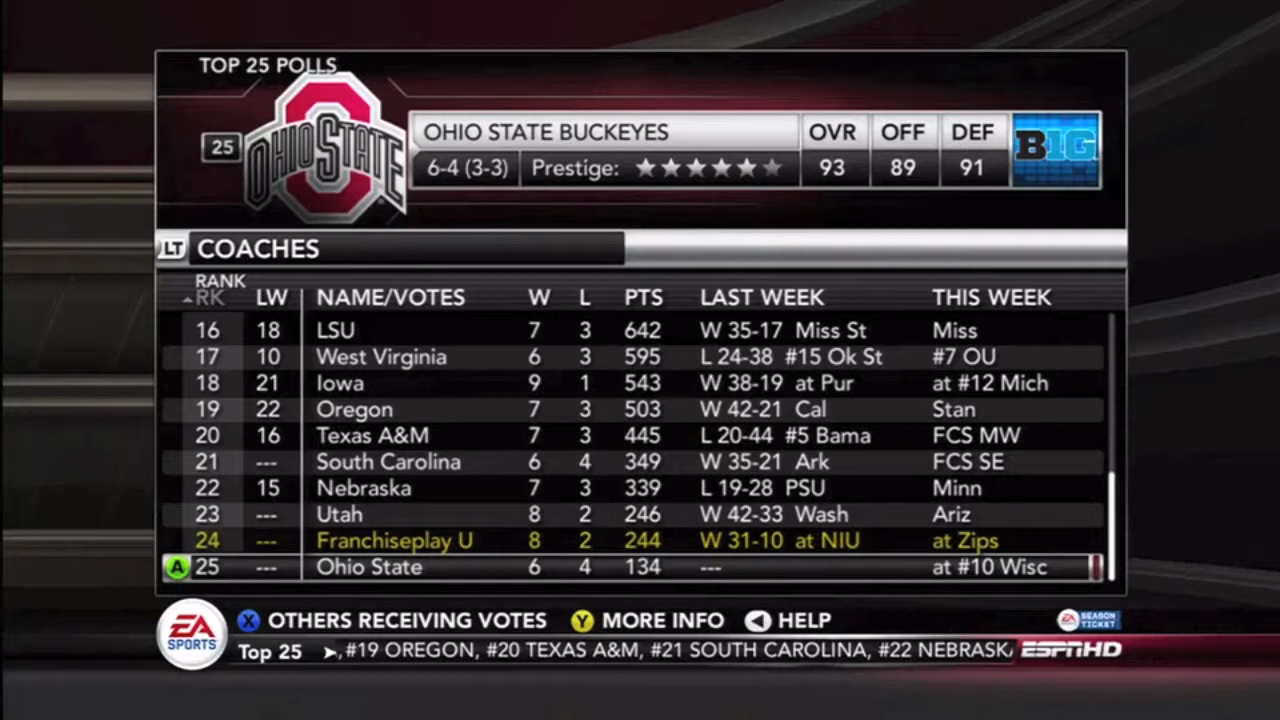 TOP 25 POLLS
25
OHIO STATE
OHIO STATE BUCKEYES OVR OFF DEF BIG
6-4 (3-3) Prestige: 93 89 91
LT COACHES
RANK
RK LW NAME/VOTES W L PTS LAST WEEK THIS WEEK
16 18 LSU 7 3 642 W 35-17 Miss St Miss
17 10 West Virginia 6 3 595 L 24-38 #15 Ok St #7 OU
18 21 Iowa 9 1 543 W 38-19 at Pur at #12 Mich
19 22 Oregon 7 3 503 W 42-21 Cal Stan
20 16 Texas A&M 7 3 445 L 20-44 #5 Bama FCS MW
21 --- South Carolina 6 4 349 W 35-21 Ark FCS SE
22 15 Nebraska 7 3 339 L 19-28 PSU Minn
23 --- Utah 8 2 246 W 42-33 Wash Ariz
24 --- Franchiseplay U 8 2 244 W 31-10 at NIU at Zips
A 25 --- Ohio State 6 4 134 --- at #10 Wisc
EA SPORTS X OTHERS RECEIVING VOTES Y MORE INFO HELP EA SEASON TICKET
Top 25 , #19 OREGON, #20 TEXAS A&M, #21 SOUTH CAROLINA, #22 NEBRASKA ESPN HD